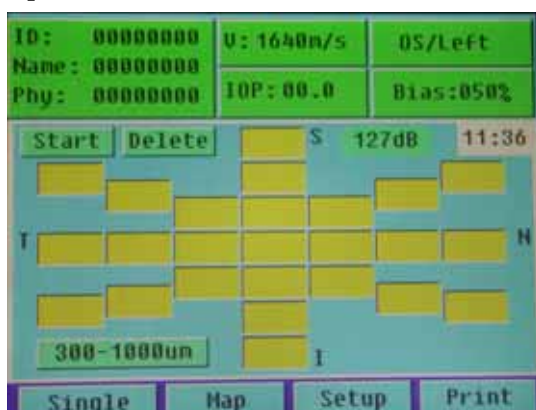 ID: 00000000
Name: 00000000
Phy: 00000000
V: 1640m/s
OS/Left
IOP: 00.0
Bias:050%
Start Delete S 127dB 11:36
T N
300-1000um I
Single Map Setup Print